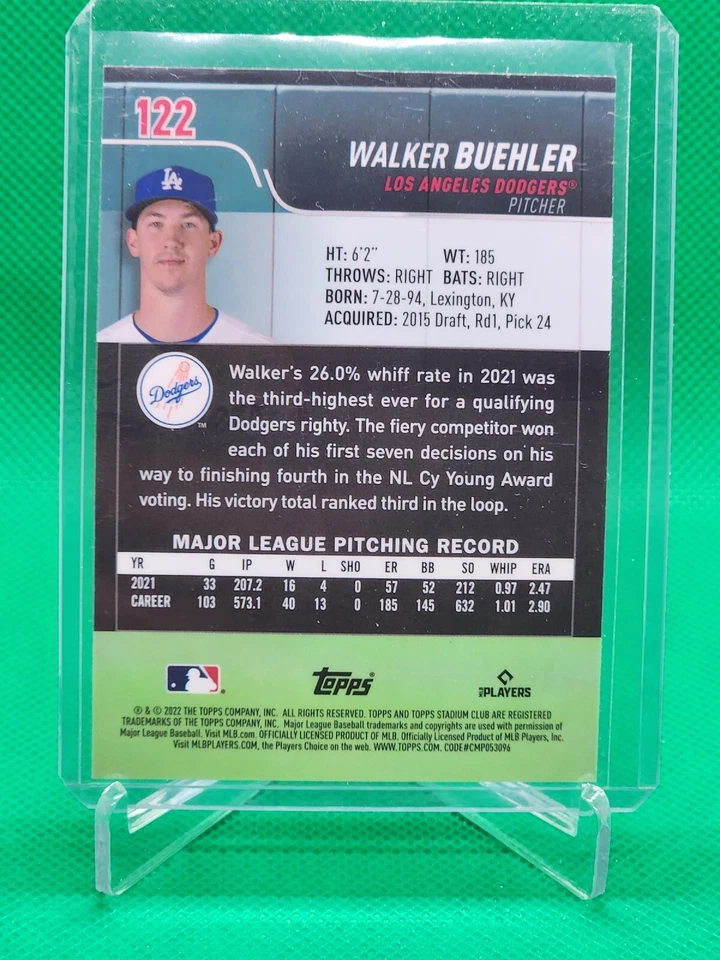 122
WALKER BUEHLER
LOS ANGELES DODGERS®
PITCHER
LA
HT: 6'2" WT: 185
THROWS: RIGHT BATS: RIGHT
BORN: 7-28-94, Lexington, KY
ACQUIRED: 2015 Draft, Rd1, Pick 24
Dodgers
TM
Walker's 26.0% whiff rate in 2021 was
the third-highest ever for a qualifying
Dodgers righty. The fiery competitor won
each of his first seven decisions on his
way to finishing fourth in the NL Cy Young Award
voting. His victory total ranked third in the loop.
MAJOR LEAGUE PITCHING RECORD
YR G IP W L SHO ER BB SO WHIP ERA
2021 33 207.2 16 4 0 57 52 212 0.97 2.47
CAREER 103 573.1 40 13 0 185 145 632 1.01 2.90
topps®
MLB PLAYERS
® & © 2022 THE TOPPS COMPANY, INC. ALL RIGHTS RESERVED. TOPPS AND TOPPS STADIUM CLUB ARE REGISTERED
TRADEMARKS OF THE TOPPS COMPANY, INC. Major League Baseball trademarks and copyrights are used with permission of
Major League Baseball. Visit MLB.com. OFFICIALLY LICENSED PRODUCT OF MLB. Officially Licensed Product of MLB Players, Inc.
Visit MLBPLAYERS.com, the Players Choice on the web. WWW.TOPPS.COM. CODE#CMP053096